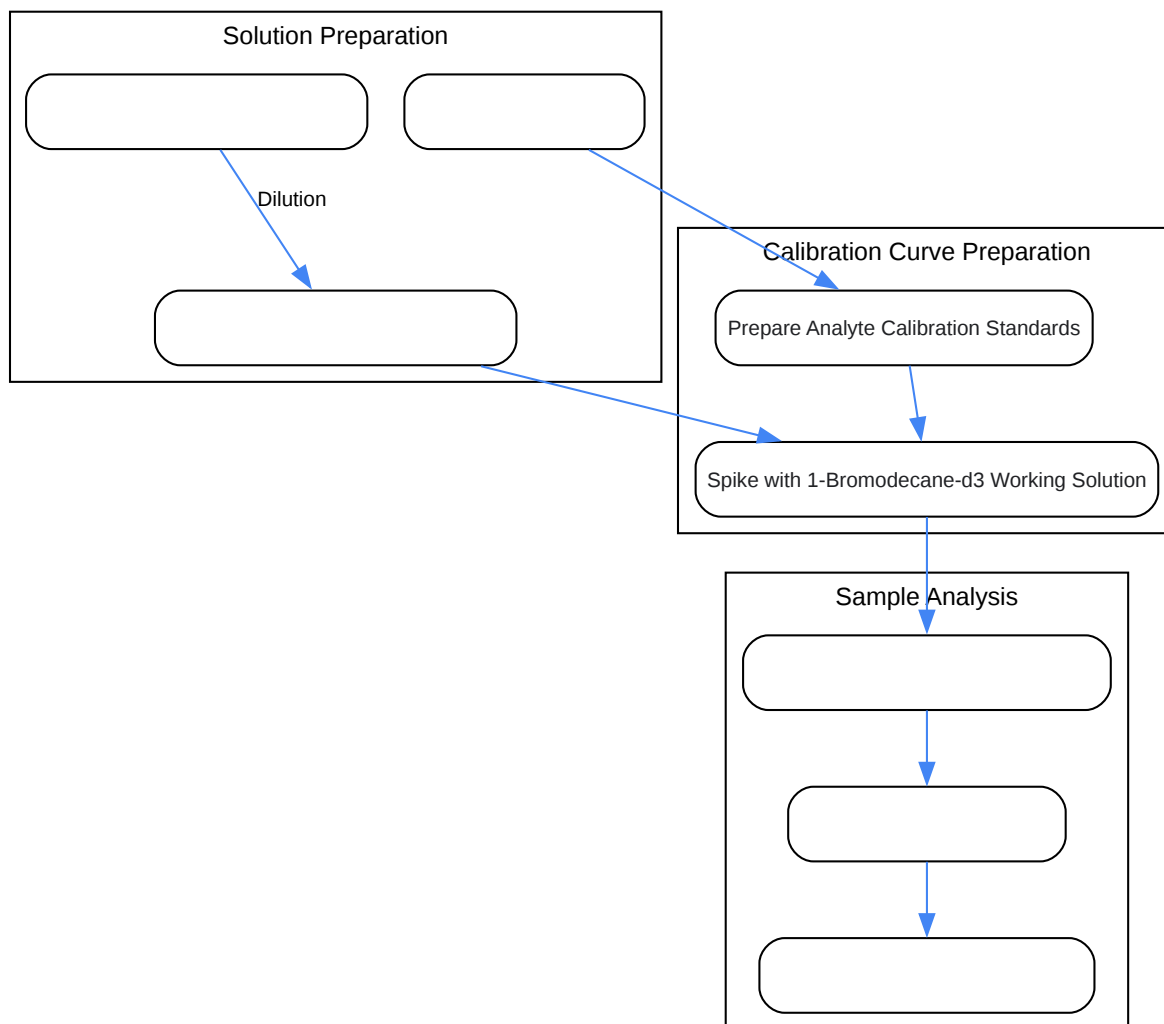 Solution Preparation
Dilution
Calibration Curve Preparation
Prepare Analyte Calibration Standards
Spike with 1-Bromodecane-d3 Working Solution
Sample Analysis